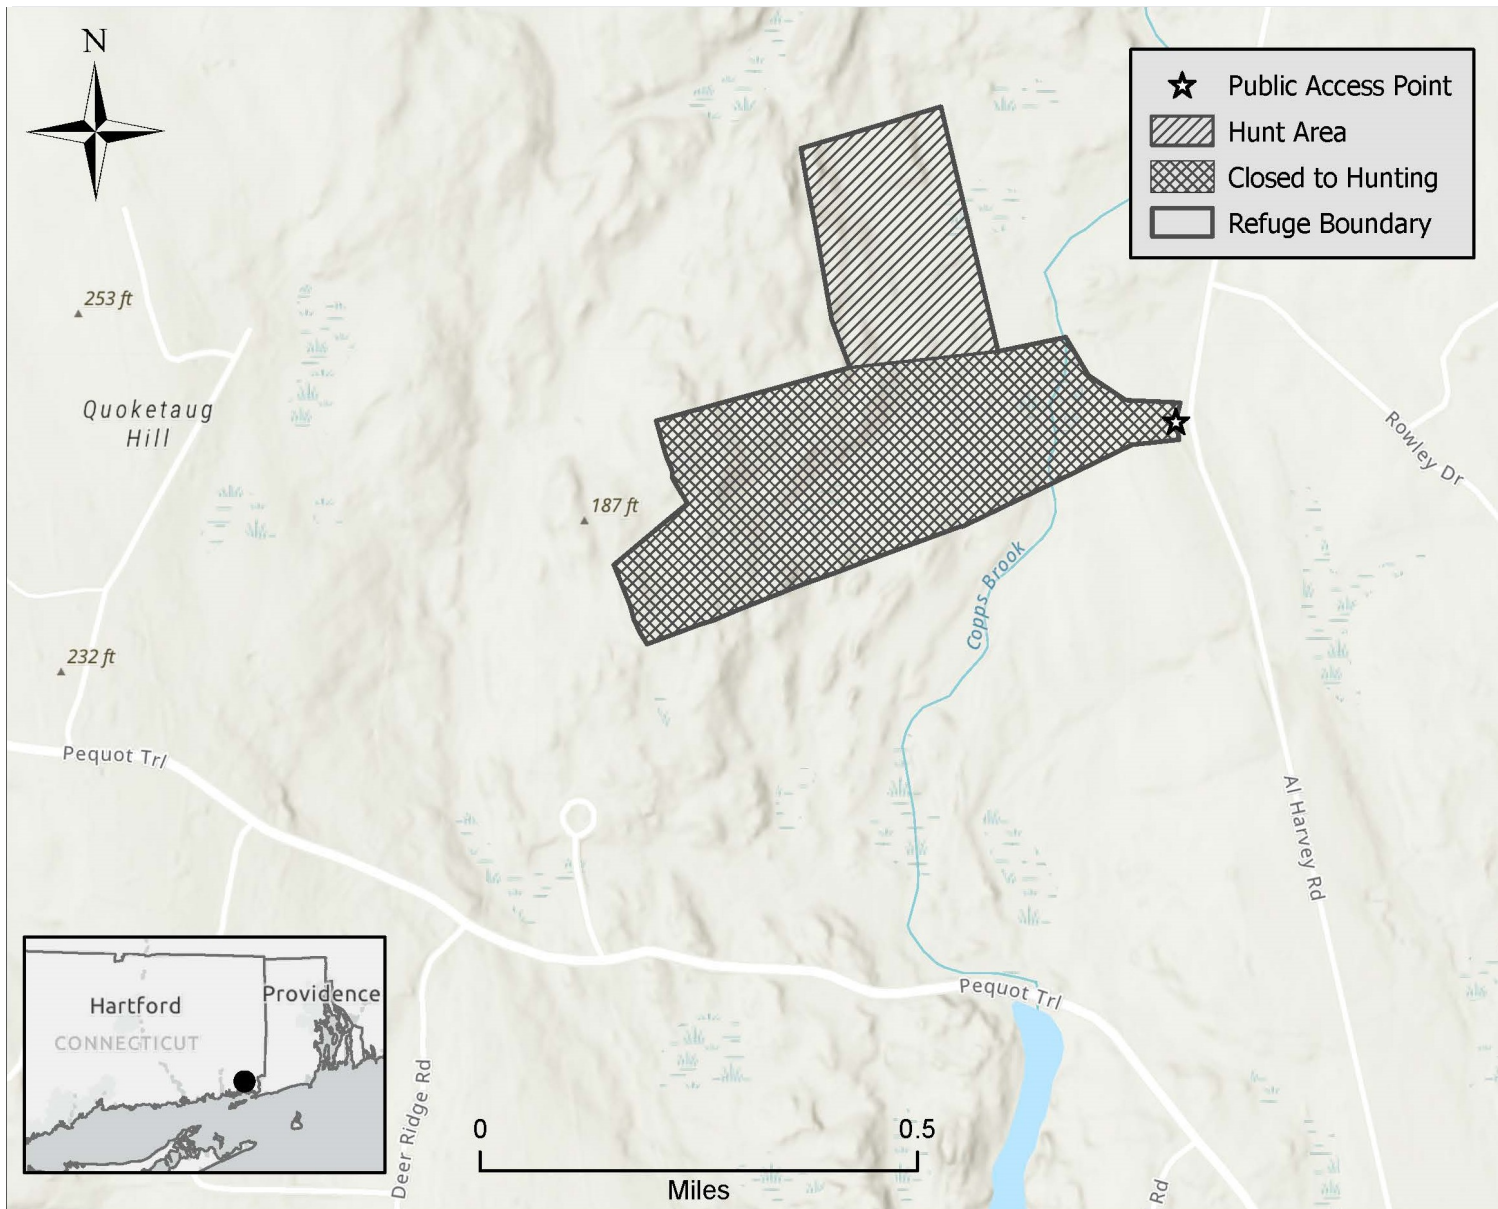 N
Public Access Point
Hunt Area
Closed to Hunting
Refuge Boundary
253 ft
Quoketaug
Hill
Rowley Dr
187 ft
Copps Brook
232 ft
Pequot Trl
Al Harvey Rd
Pequot Trl
Hartford
Providence
CONNECTICUT
Deer Ridge Rd
0
0.5
Miles
Rd